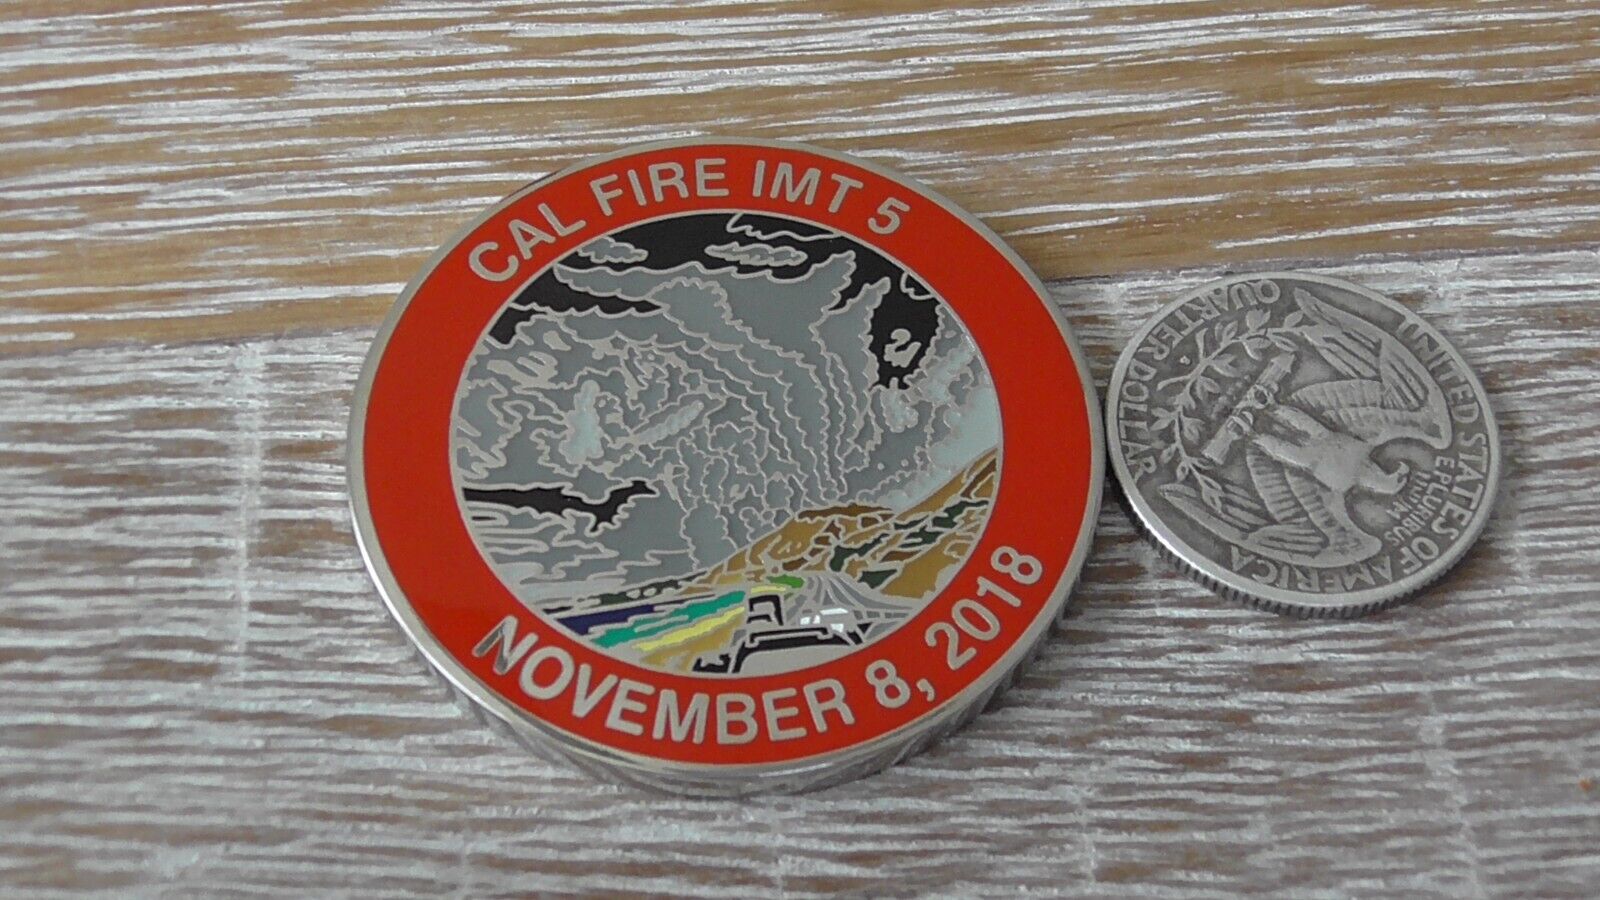 CAL FIRE IMT 5
NOVEMBER 8, 2018
UNITED STATES OF AMERICA
E PLURIBUS
UNUM
QUARTER DOLLAR